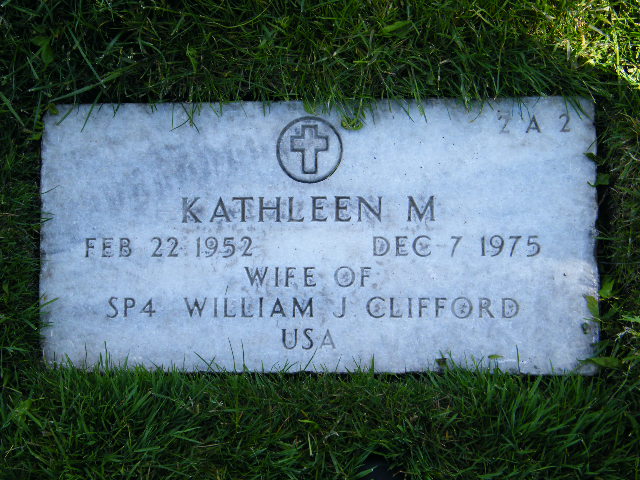 2 A 2
KATHLEEN M
FEB 22 1952 DEC 7 1975
WIFE OF
SP4 WILLIAM J CLIFFORD
USA